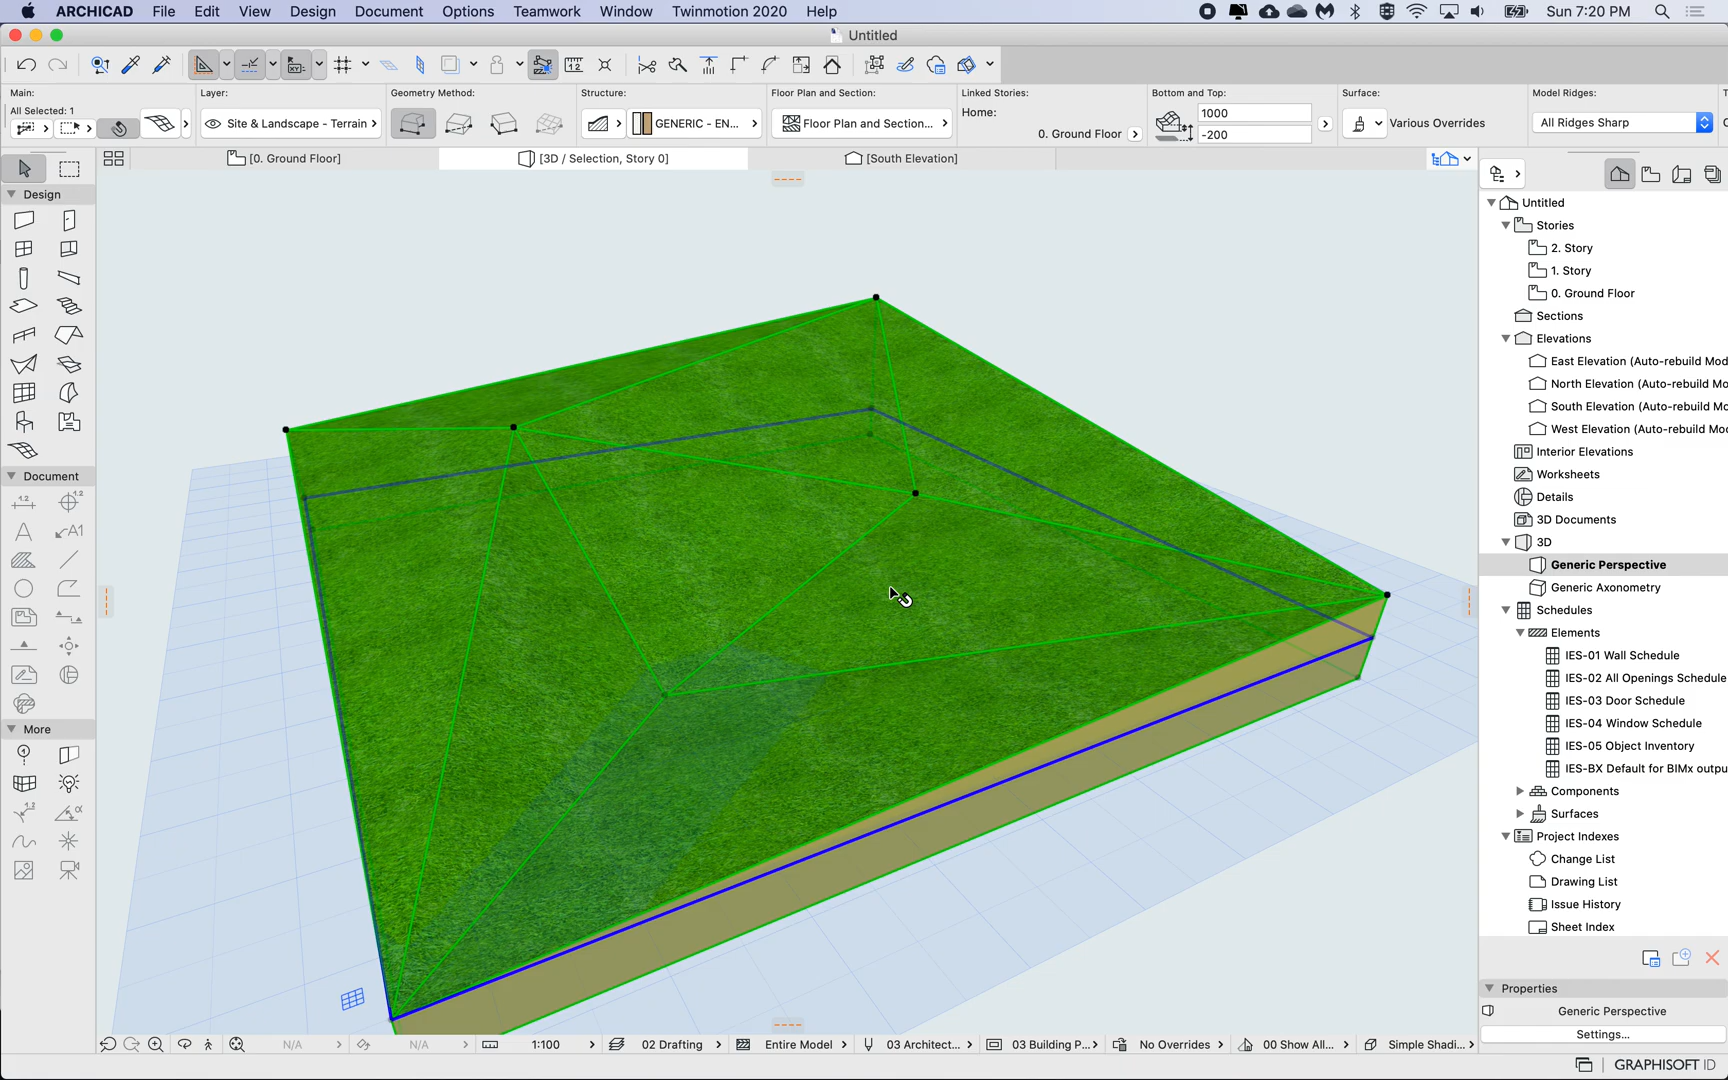 ARCHICAD File Edit View Design Document Options Teamwork Window Twinmotion 2020 Help Sun 7:20 PM
Untitled
Main: Layer: Geometry Method: Structure: Floor Plan and Section: Linked Stories: Bottom and Top: Surface: Model Ridges:
All Selected: 1
Home:
1000
Site & Landscape - Terrain
GENERIC - EN...
Floor Plan and Section...
Various Overrides
All Ridges Sharp
0. Ground Floor
-200
[0. Ground Floor]
[3D / Selection, Story 0]
[South Elevation]
Design
Document
More
Untitled
Stories
2. Story
1. Story
0. Ground Floor
Sections
Elevations
East Elevation (Auto-rebuild Mod
North Elevation (Auto-rebuild Mo
South Elevation (Auto-rebuild Mo
West Elevation (Auto-rebuild Mo
Interior Elevations
Worksheets
Details
3D Documents
3D
Generic Perspective
Generic Axonometry
Schedules
Elements
IES-01 Wall Schedule
IES-02 All Openings Schedule
IES-03 Door Schedule
IES-04 Window Schedule
IES-05 Object Inventory
IES-BX Default for BIMx outpu
Components
Surfaces
Project Indexes
Change List
Drawing List
Issue History
Sheet Index
Properties
Generic Perspective
Settings...
N/A
N/A
1:100
02 Drafting
Entire Model
03 Architect...
03 Building P...
No Overrides
00 Show All...
Simple Shadi...
GRAPHISOFT ID